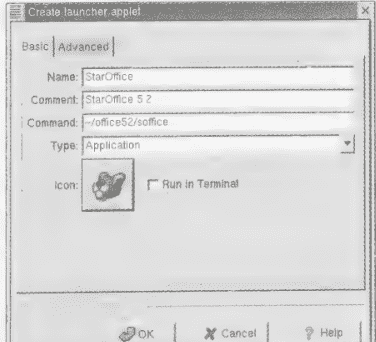 Create launcher applet
Basic Advanced
Name: StarOffice
Comment: StarOffice 5.2
Command: ~/office52/soffice
Type: Application
Icon: Run in Terminal
OK Cancel Help